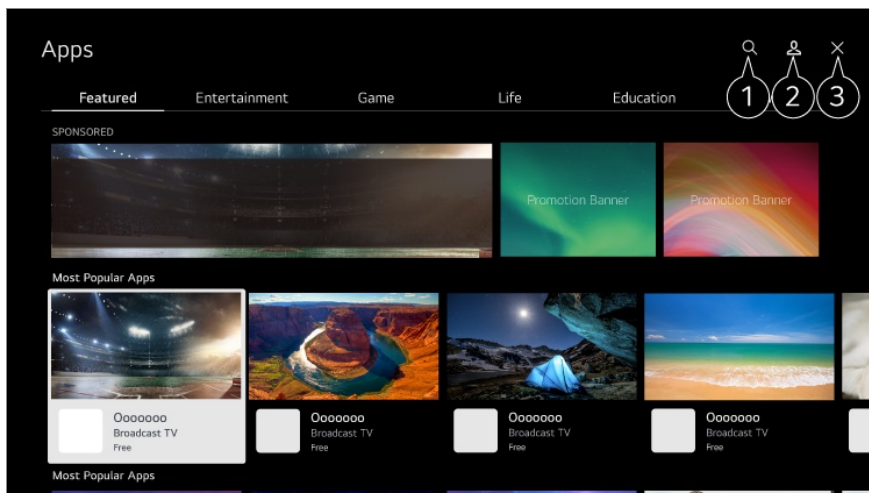 Apps
Featured Entertainment Game Life Education
1 2 3
SPONSORED
Promotion Banner Promotion Banner
Most Popular Apps
Ooooooo Ooooooo Ooooooo Ooooooo
Broadcast TV Broadcast TV Broadcast TV Broadcast TV
Free Free Free Free
Most Popular Apps